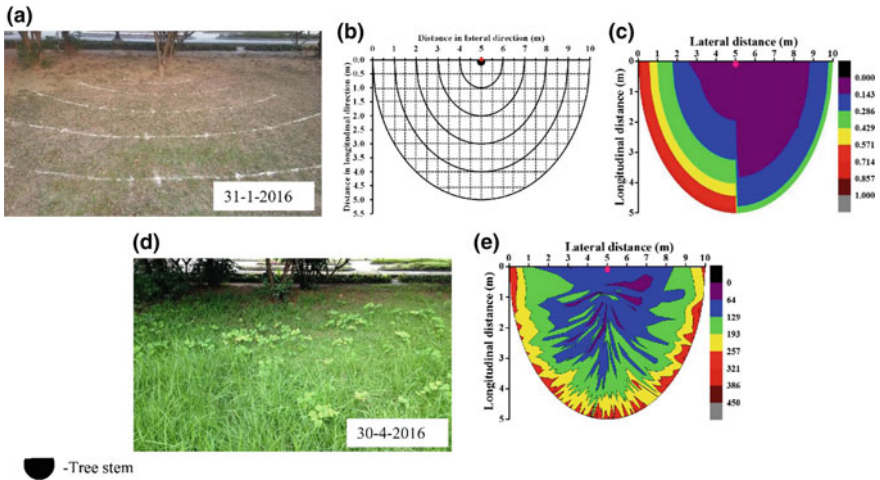 (a)
31-1-2016
(b)
Distance in lateral direction (m)
0 1 2 3 4 5 6 7 8 9 10
Distance in longitudinal direction (m)
0.0
0.5
1.0
1.5
2.0
2.5
3.0
3.5
4.0
4.5
5.0
5.5
(c)
Lateral distance (m)
0 1 2 3 4 5 6 7 8 9 10
Longitudinal distance (m)
0
1
2
3
4
5
0.000
0.143
0.286
0.429
0.571
0.714
0.857
1.000
(d)
30-4-2016
(e)
Lateral distance (m)
0 1 2 3 4 5 6 7 8 9 10
Longitudinal distance (m)
0
1
2
3
4
5
0
64
129
193
257
321
386
450
-Tree stem